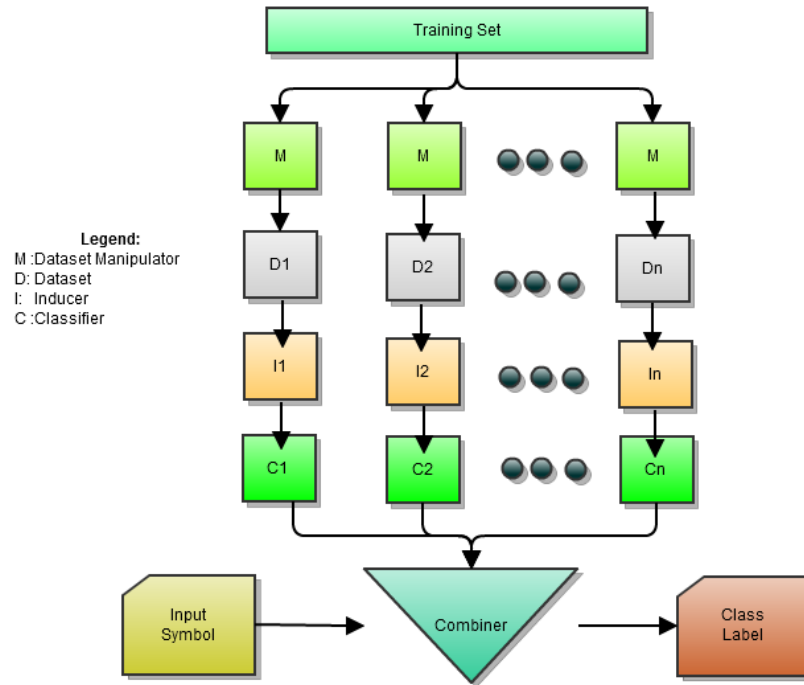 Training Set
M
M
M
Legend:
M :Dataset Manipulator
D: Dataset
I: Inducer
C :Classifier
D1
D2
Dn
I1
I2
In
C1
C2
Cn
Input
Symbol
Combiner
Class
Label